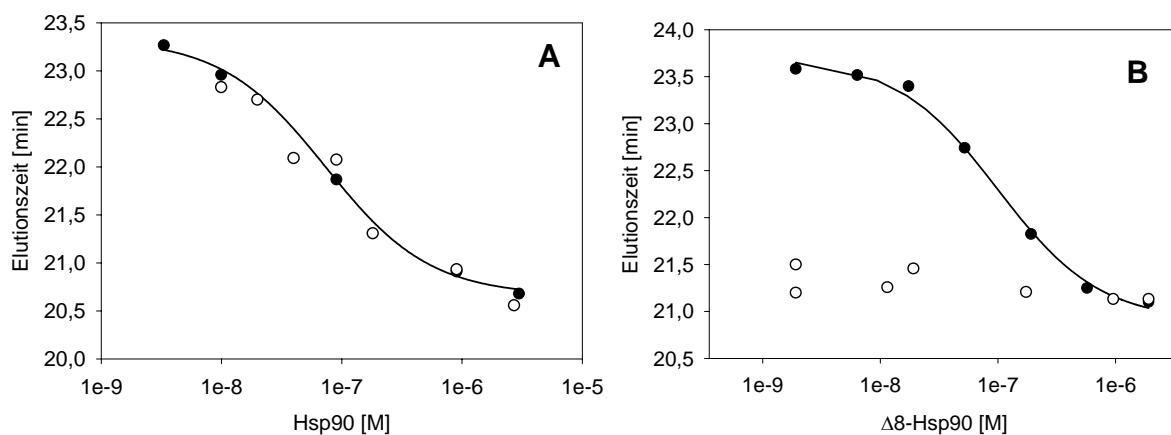 A
Elutionszeit [min]
23,5
23,0
22,5
22,0
21,5
21,0
20,5
20,0
1e-9 1e-8 1e-7 1e-6 1e-5
Hsp90 [M]
B
Elutionszeit [min]
24,0
23,5
23,0
22,5
22,0
21,5
21,0
20,5
1e-9 1e-8 1e-7 1e-6
Δ8-Hsp90 [M]